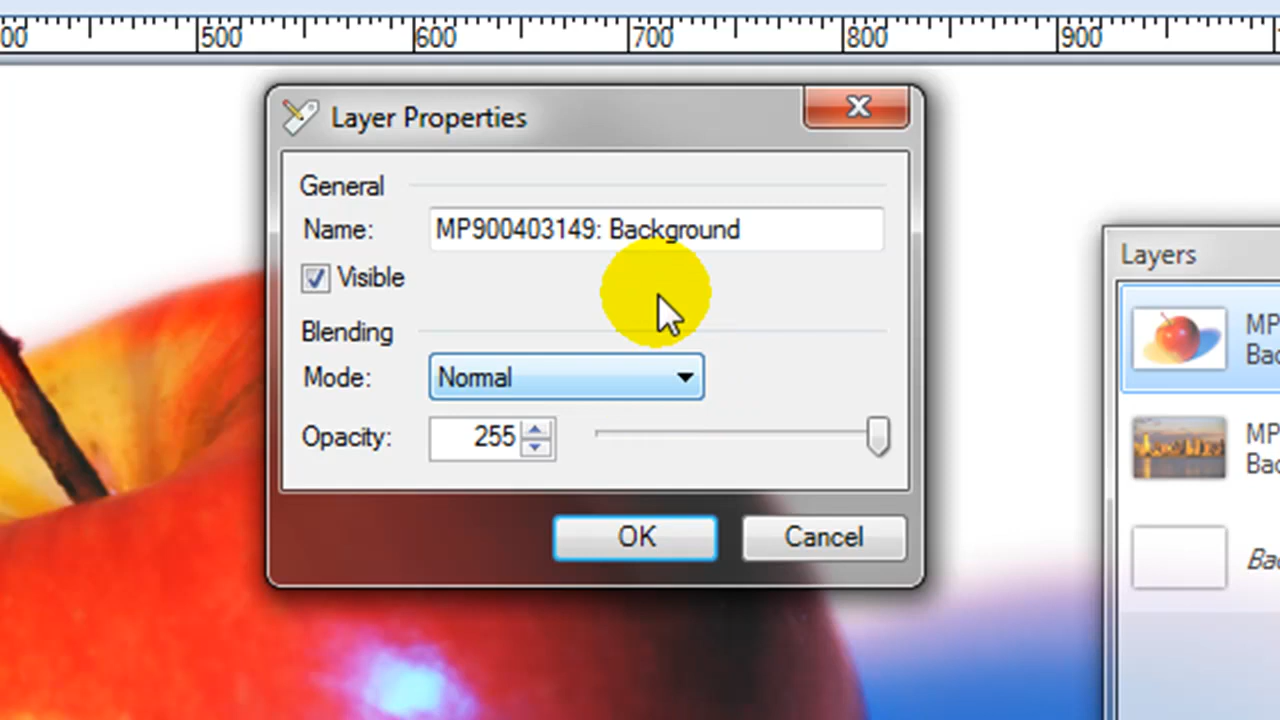 00 500 600 700 800 900
Layer Properties
General
Name: MP900403149: Background
Visible
Blending
Mode: Normal
Opacity: 255
OK Cancel
Layers
MP
Bac
MP
Bac
Bac